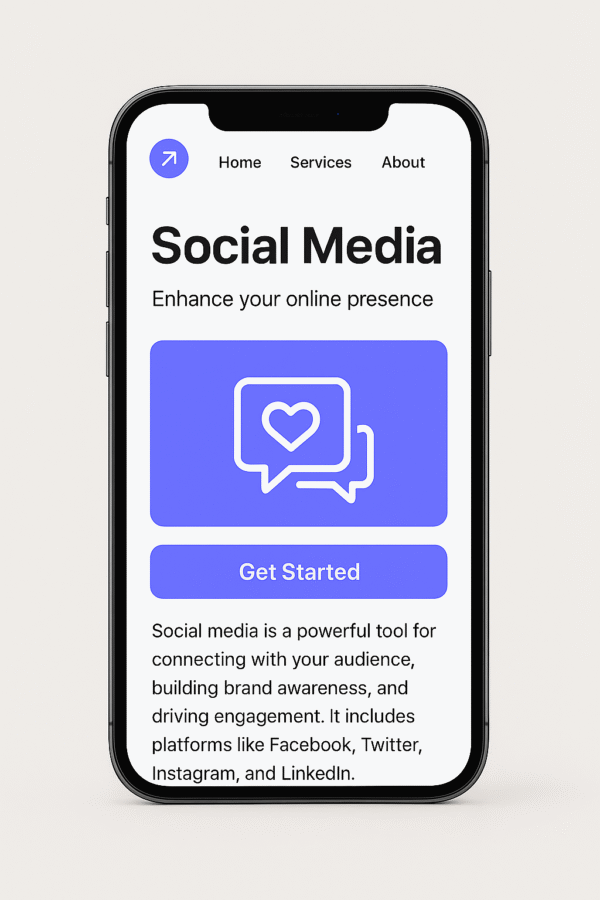 Home Services About
Social Media
Enhance your online presence
Get Started
Social media is a powerful tool for
connecting with your audience,
building brand awareness, and
driving engagement. It includes
platforms like Facebook, Twitter,
Instagram, and LinkedIn.